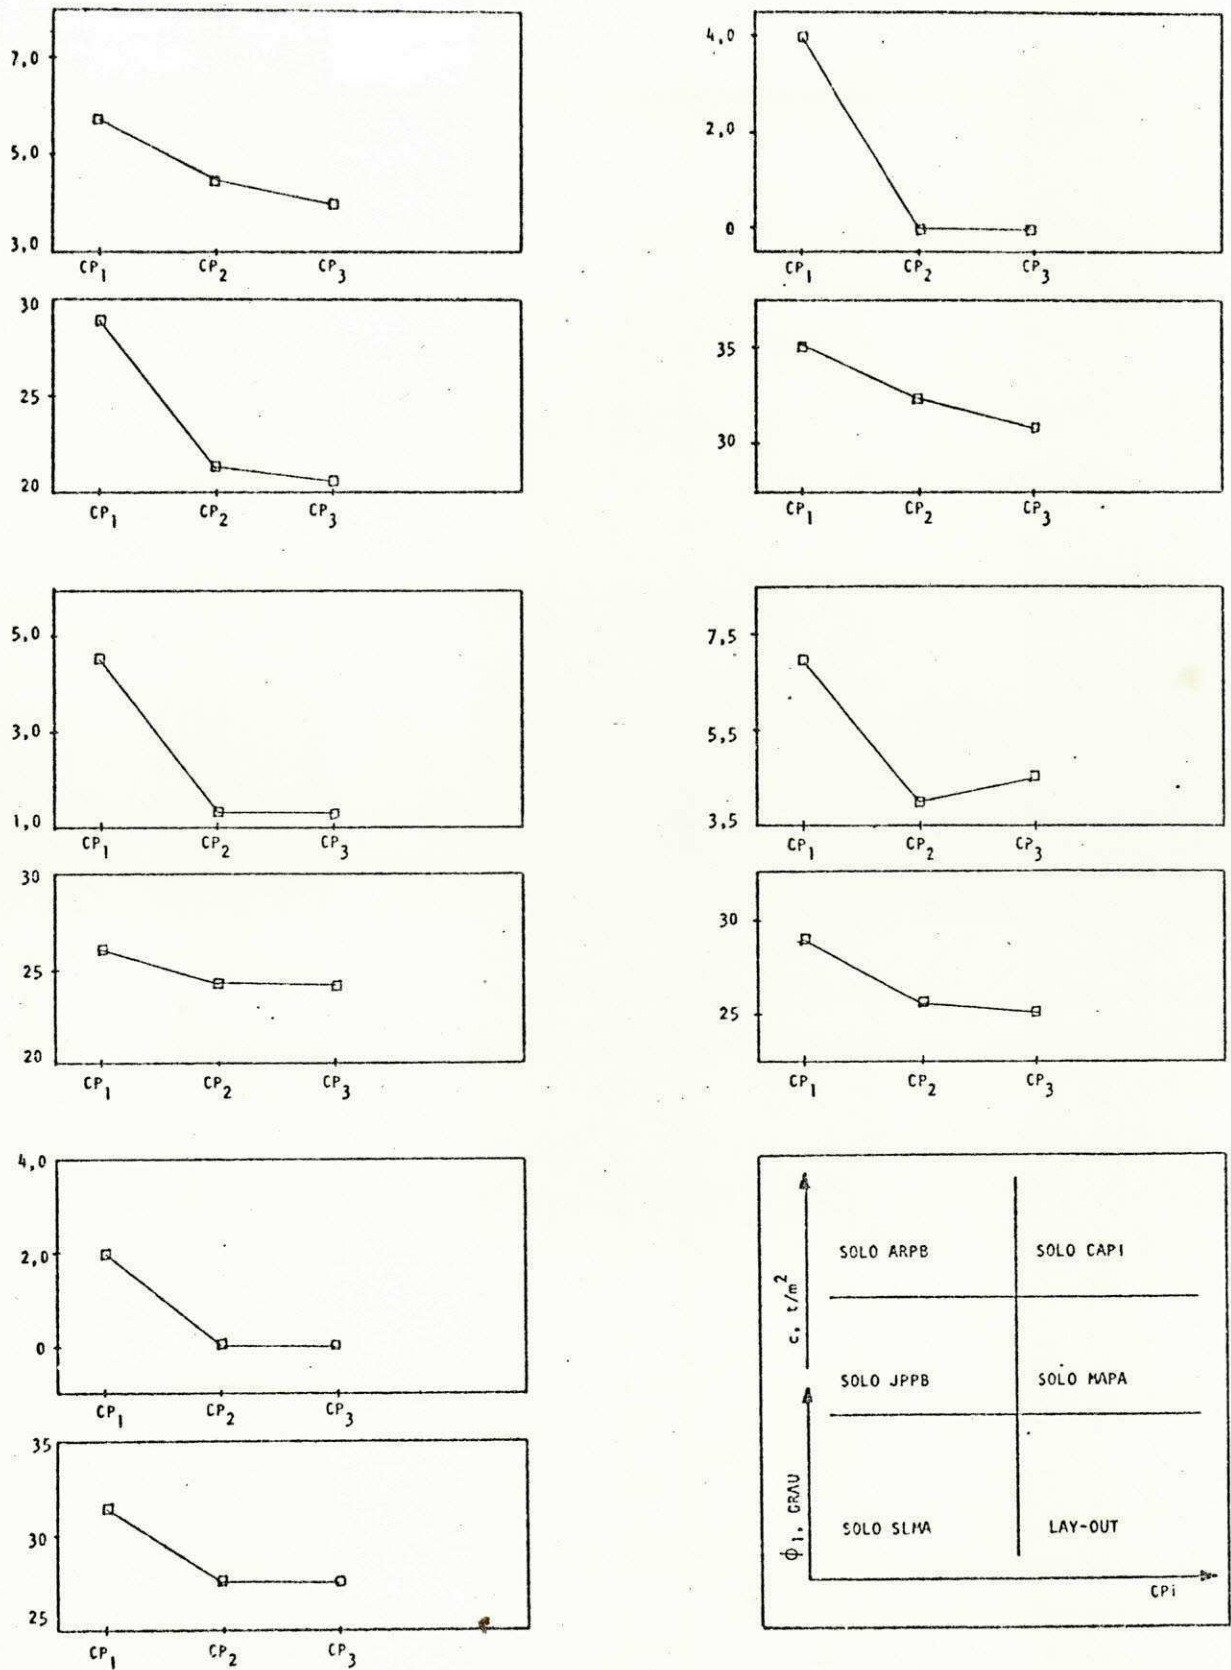 7,0
5,0
3,0
CP1 CP2 CP3
30
25
20
CP1 CP2 CP3
4,0
2,0
0
CP1 CP2 CP3
35
30
CP1 CP2 CP3
5,0
3,0
1,0
CP1 CP2 CP3
30
25
20
CP1 CP2 CP3
7,5
5,5
3,5
CP1 CP2 CP3
30
25
CP1 CP2 CP3
4,0
2,0
0
CP1 CP2 CP3
35
30
25
CP1 CP2 CP3
c, t/m²
ϕ1, GRAU
SOLO ARPB SOLO CAPI
SOLO JPPB SOLO MAPA
SOLO SLMA LAY-OUT
CPi